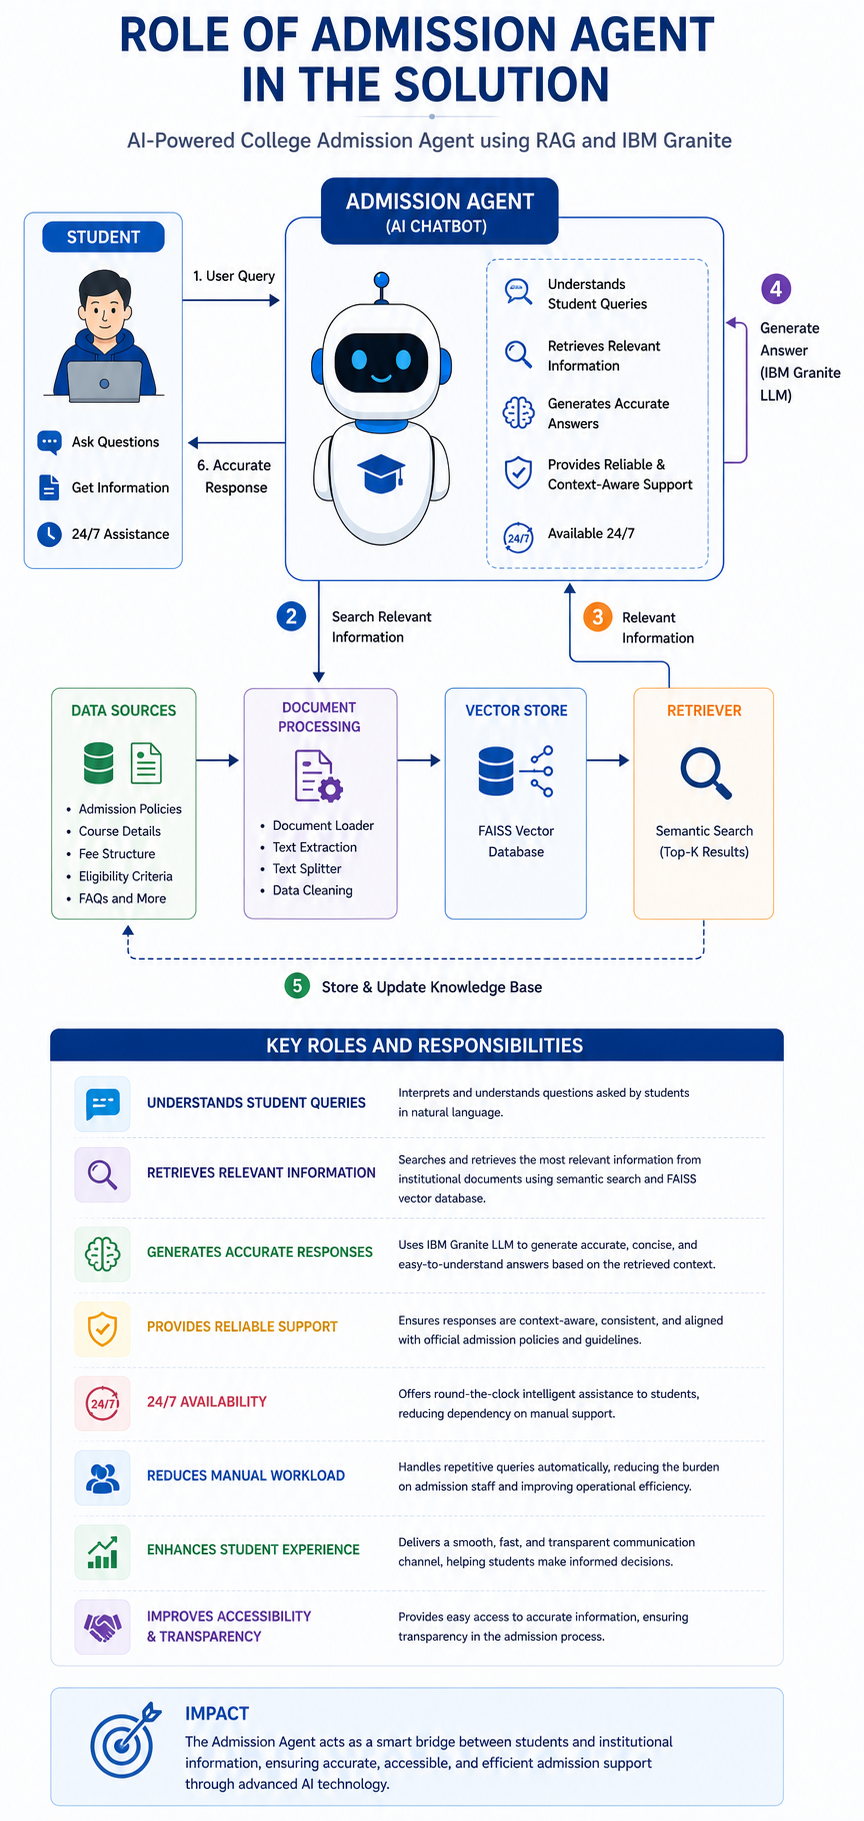 ROLE OF ADMISSION AGENT
IN THE SOLUTION
AI-Powered College Admission Agent using RAG and IBM Granite
STUDENT
Ask Questions
Get Information
24/7 Assistance
1. User Query
6. Accurate
Response
ADMISSION AGENT
(AI CHATBOT)
Understands
Student Queries
Retrieves Relevant
Information
Generates Accurate
Answers
Provides Reliable &
Context-Aware Support
24/7
Available 24/7
4
Generate
Answer
(IBM Granite
LLM)
2
Search Relevant
Information
3
Relevant
Information
DATA SOURCES
• Admission Policies
• Course Details
• Fee Structure
• Eligibility Criteria
• FAQs and More
DOCUMENT
PROCESSING
• Document Loader
• Text Extraction
• Text Splitter
• Data Cleaning
VECTOR STORE
FAISS Vector
Database
RETRIEVER
Semantic Search
(Top-K Results)
5
Store & Update Knowledge Base
KEY ROLES AND RESPONSIBILITIES
UNDERSTANDS STUDENT QUERIES
Interprets and understands questions asked by students
in natural language.
RETRIEVES RELEVANT INFORMATION
Searches and retrieves the most relevant information from
institutional documents using semantic search and FAISS
vector database.
GENERATES ACCURATE RESPONSES
Uses IBM Granite LLM to generate accurate, concise, and
easy-to-understand answers based on the retrieved context.
PROVIDES RELIABLE SUPPORT
Ensures responses are context-aware, consistent, and aligned
with official admission policies and guidelines.
24/7
24/7 AVAILABILITY
Offers round-the-clock intelligent assistance to students,
reducing dependency on manual support.
REDUCES MANUAL WORKLOAD
Handles repetitive queries automatically, reducing the burden
on admission staff and improving operational efficiency.
ENHANCES STUDENT EXPERIENCE
Delivers a smooth, fast, and transparent communication
channel, helping students make informed decisions.
IMPROVES ACCESSIBILITY
& TRANSPARENCY
Provides easy access to accurate information, ensuring
transparency in the admission process.
IMPACT
The Admission Agent acts as a smart bridge between students and institutional
information, ensuring accurate, accessible, and efficient admission support
through advanced AI technology.